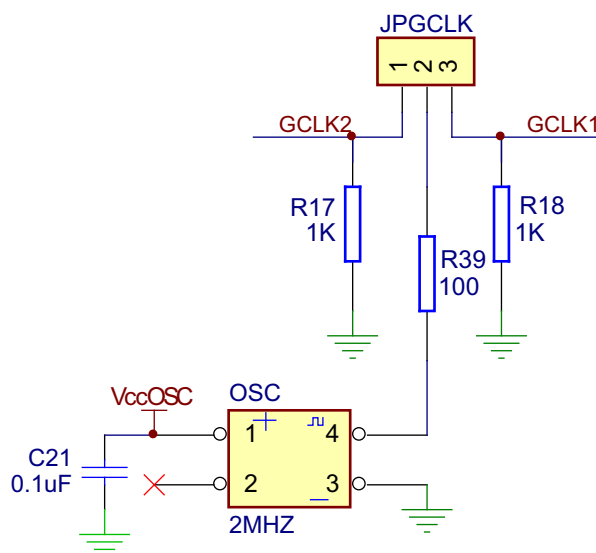 JPGCLK
1 2 3
GCLK2
GCLK1
R17
1K
R18
1K
R39
100
VccOSC
OSC
1
4
C21
0.1uF
2
3
2MHZ